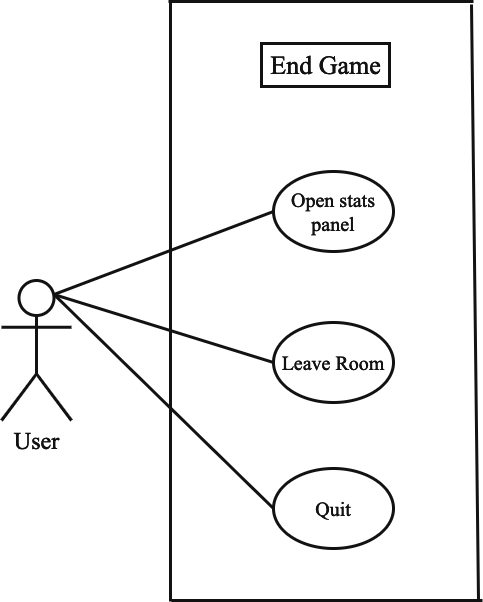 End Game
Open stats
panel
Leave Room
User
Quit